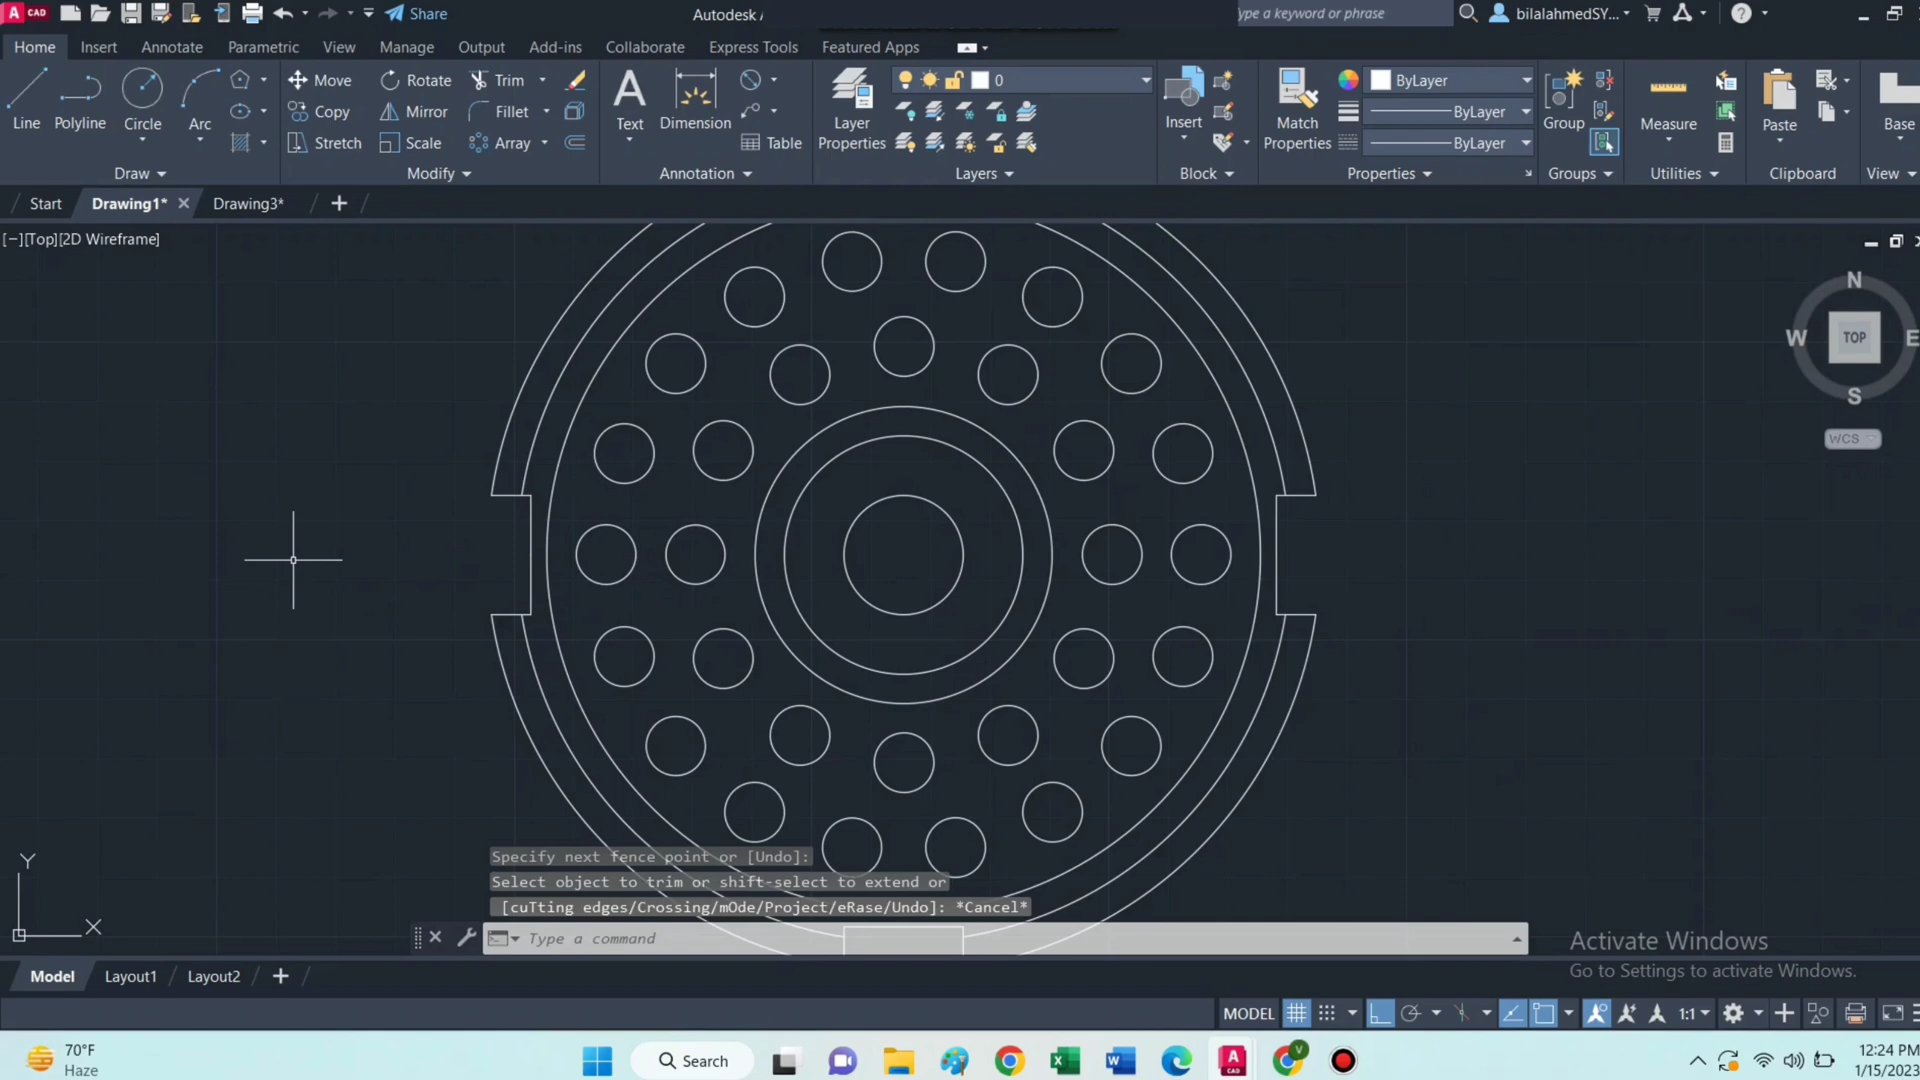 A CAD
Share
Autodesk A
Type a keyword or phrase
bilalahmedSY...
Home Insert Annotate Parametric View Manage Output Add-ins Collaborate Express Tools Featured Apps
Line Polyline Circle Arc
Move Rotate Trim
Copy Mirror Fillet
Stretch Scale Array
Text Dimension Table
Layer Properties
0
Insert
Match Properties
ByLayer
ByLayer
ByLayer
Group
Measure
Paste
Base
Draw Modify Annotation Layers Block Properties Groups Utilities Clipboard View
Start Drawing1* Drawing3*
[−][Top][2D Wireframe]
N
W TOP E
S
WCS
Y
X
Specify next fence point or [Undo]:
Select object to trim or shift-select to extend or
[cuTting edges/Crossing/mOde/Project/eRase/Undo]: *Cancel*
Type a command
Activate Windows
Go to Settings to activate Windows.
Model Layout1 Layout2
MODEL 1:1
70°F
Haze
Search
A CAD
V
12:24 PM
1/15/2023